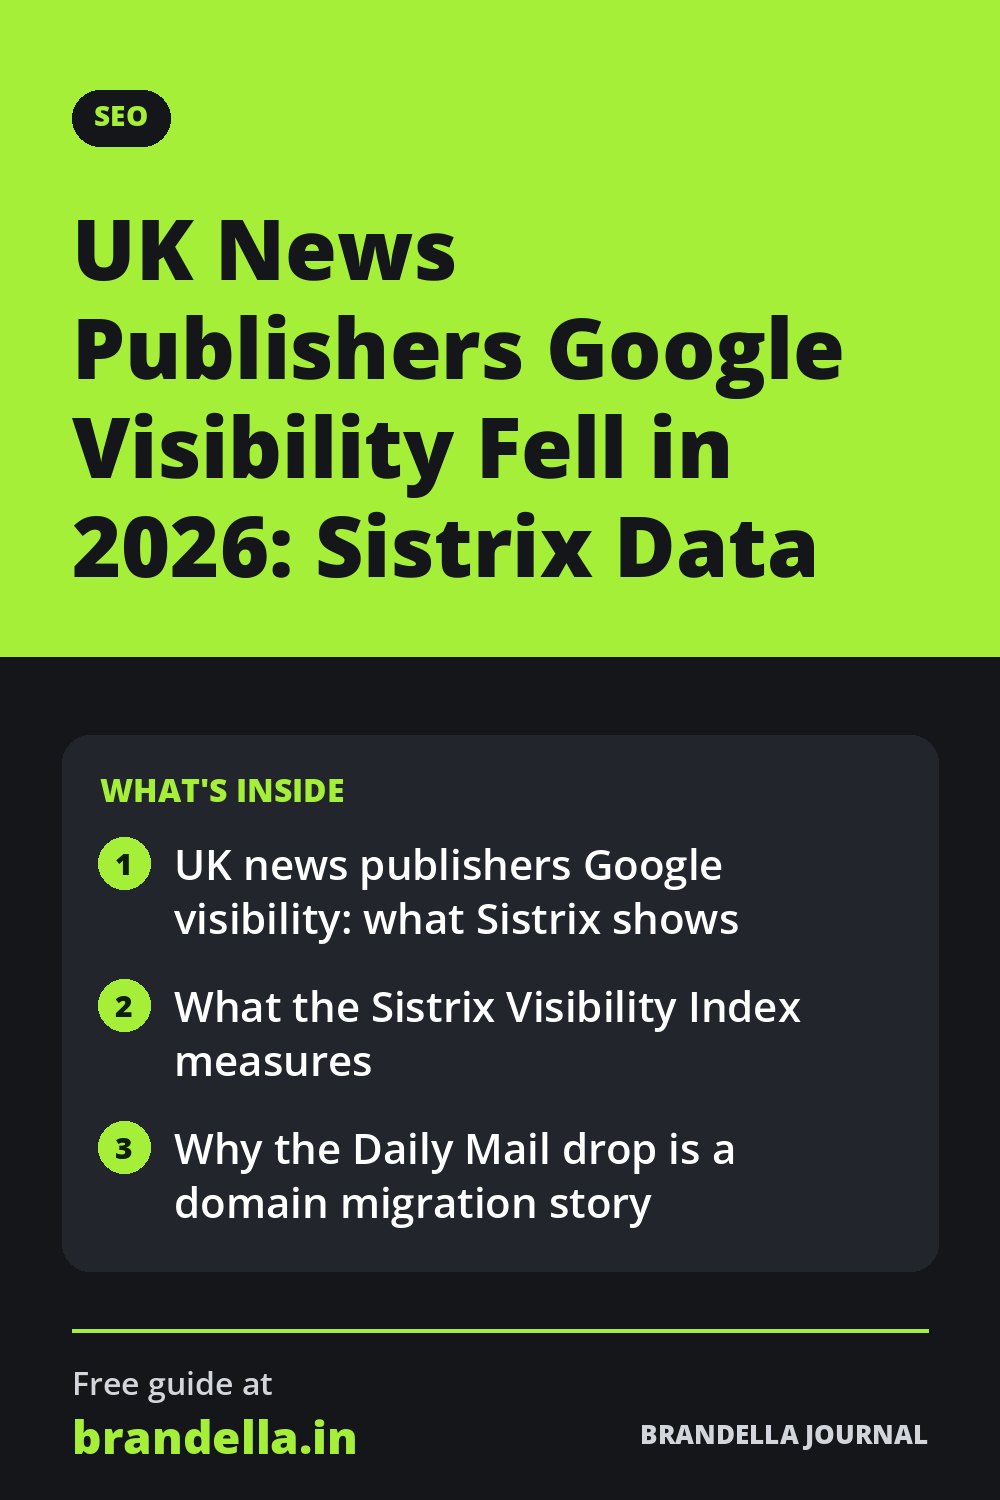 SEO
UK News
Publishers Google
Visibility Fell in
2026: Sistrix Data
WHAT'S INSIDE
1 UK news publishers Google
visibility: what Sistrix shows
2 What the Sistrix Visibility Index
measures
3 Why the Daily Mail drop is a
domain migration story
Free guide at
brandella.in
BRANDELLA JOURNAL